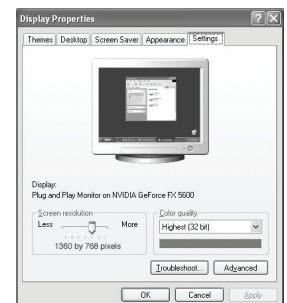 Display Properties
Themes Desktop Screen Saver Appearance Settings
Display:
Plug and Play Monitor on NVIDIA GeForce FX 5600
Screen resolution
Less More
1360 by 768 pixels
Color quality
Highest (32 bit)
Troubleshoot... Advanced
OK Cancel Apply